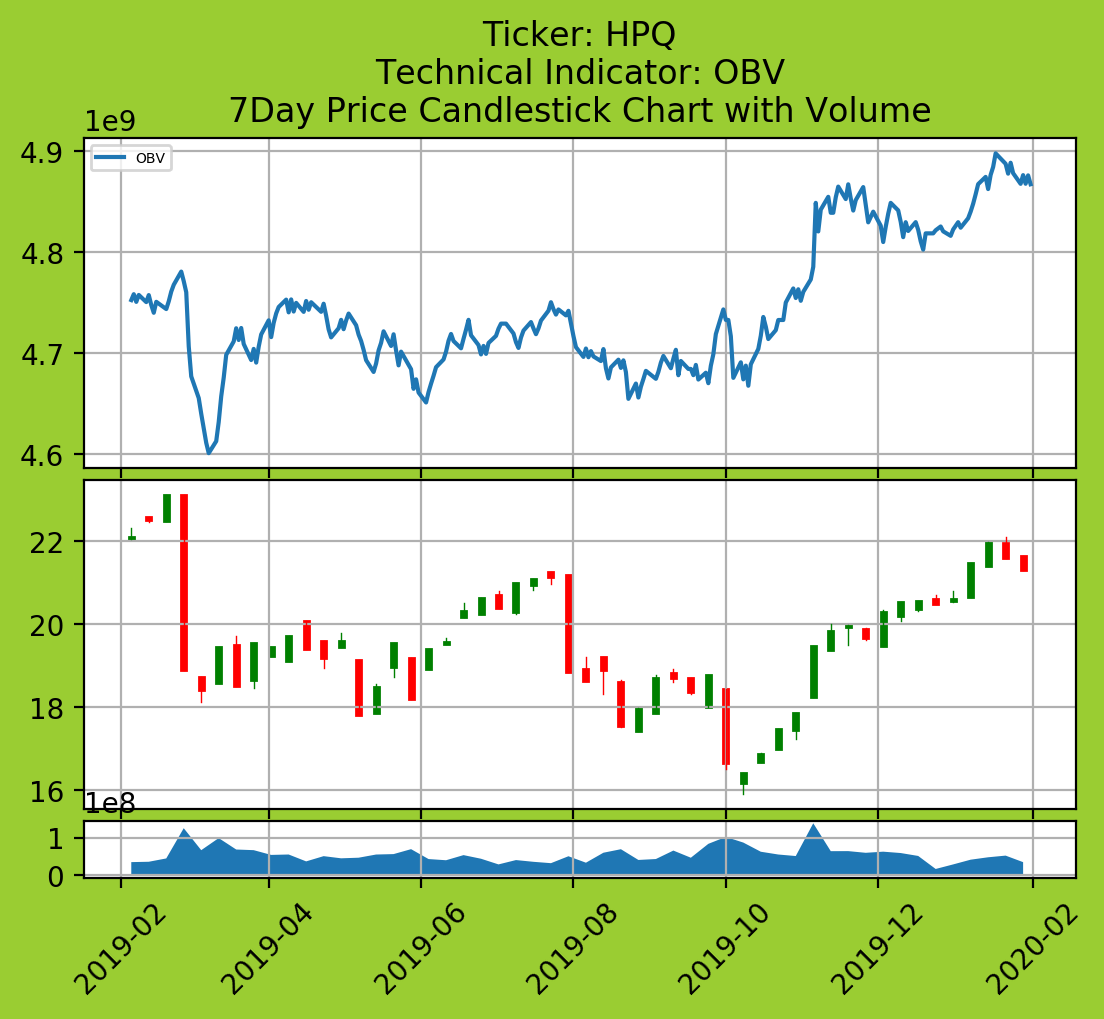 Ticker: HPQ
Technical Indicator: OBV
7Day Price Candlestick Chart with Volume
1e9
OBV
4.9
4.8
4.7
4.6
22
20
18
16
1e8
1
0
2019-02
2019-04
2019-06
2019-08
2019-10
2019-12
2020-02